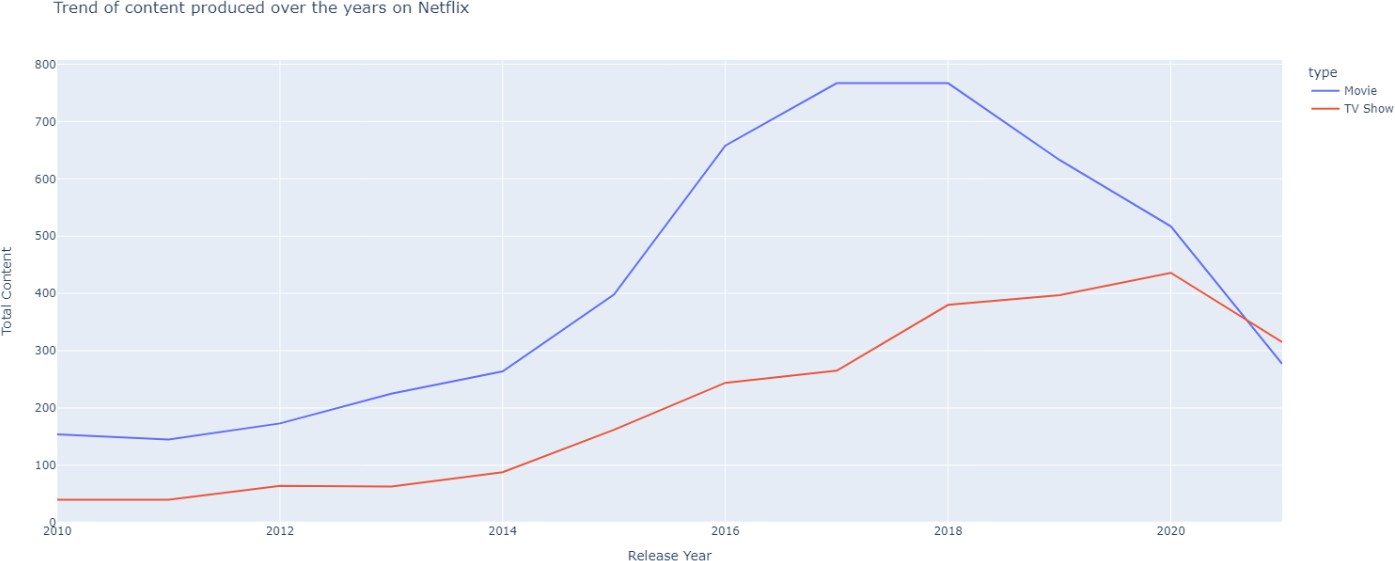 Trend of content produced over the years on Netflix
type
Movie
TV Show
800
700
600
500
400
300
200
100
0
Total Content
2010 2012 2014 2016 2018 2020
Release Year